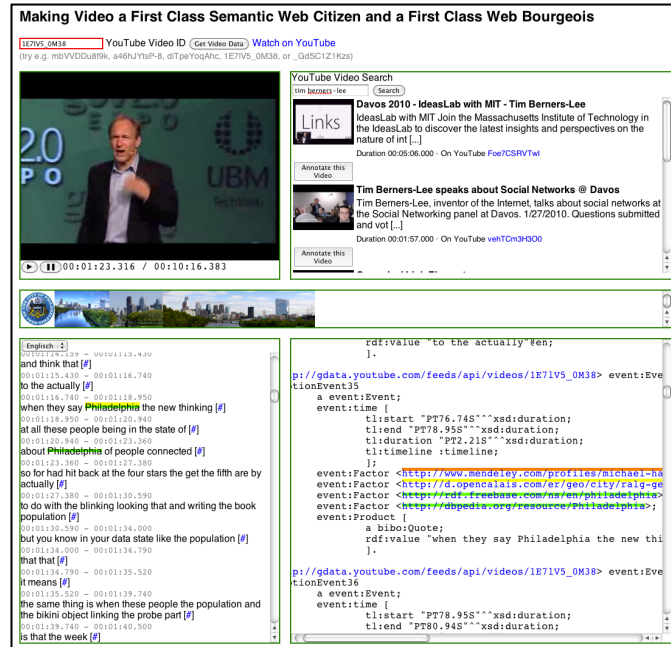 Making Video a First Class Semantic Web Citizen and a First Class Web Bourgeois
1E7lV5_0M38 YouTube Video ID Get Video Data Watch on YouTube
(try e.g. mbVVDDu8f9k, a46hJYtsP-8, diTpeYoqAhc, 1E7lV5_0M38, or _GdSC1Z1Kzs)
2.0
EXPO
UBM
TechWeb
00:01:23.316 / 00:10:16.383
YouTube Video Search
tim berners-lee Search
Links
Davos 2010 - IdeasLab with MIT - Tim Berners-Lee
IdeasLab with MIT Join the Massachusetts Institute of Technology in
the IdeasLab to discover the latest insights and perspectives on the
nature of int [...]
Duration 00:05:06.000 · On YouTube Foe7CSRVTwI
Annotate this
Video
Tim Berners-Lee speaks about Social Networks @ Davos
Tim Berners-Lee, inventor of the Internet, talks about social networks at
the Social Networking panel at Davos. 1/27/2010. Questions submitted
and vot [...]
Duration 00:01:57.000 · On YouTube vehTCm3H3O0
Annotate this
Video
Englisch
00:01:14.159 - 00:01:15.430
and think that [#]
00:01:15.430 - 00:01:16.740
to the actually [#]
00:01:16.740 - 00:01:18.950
when they say Philadelphia the new thinking [#]
00:01:18.950 - 00:01:20.940
at all these people being in the state of [#]
00:01:20.940 - 00:01:23.360
about Philadelphia of people connected [#]
00:01:23.360 - 00:01:27.380
so for had hit back at the four stars the get the fifth are by
actually [#]
00:01:27.380 - 00:01:30.590
to do with the blinking looking that and writing the book
population [#]
00:01:30.590 - 00:01:34.000
but you know in your data state like the population [#]
00:01:34.000 - 00:01:34.790
that that [#]
00:01:34.790 - 00:01:35.520
it means [#]
00:01:35.520 - 00:01:39.740
the same thing is when these people the population and
the bikini object linking the probe part [#]
00:01:39.740 - 00:01:40.500
is that the week [#]
rdf:value "to the actually"@en;
].
p://gdata.youtube.com/feeds/api/videos/1E7lV5_0M38> event:Eve
tionEvent35
a event:Event;
event:time [
tl:start "PT76.74S"^^xsd:duration;
tl:end "PT78.95S"^^xsd:duration;
tl:duration "PT2.21S"^^xsd:duration;
tl:timeline :timeline;
];
event:Factor <http://www.mendeley.com/profiles/michael-ha
event:Factor <http://d.opencalais.com/er/geo/city/ralg-ge
event:Factor <http://rdf.freebase.com/ns/en/philadelphia>
event:Factor <http://dbpedia.org/resource/Philadelphia>;
event:Product [
a bibo:Quote;
rdf:value "when they say Philadelphia the new thi
].
p://gdata.youtube.com/feeds/api/videos/1E7lV5_0M38> event:Eve
tionEvent36
a event:Event;
event:time [
tl:start "PT78.95S"^^xsd:duration;
tl:end "PT80.94S"^^xsd:duration;